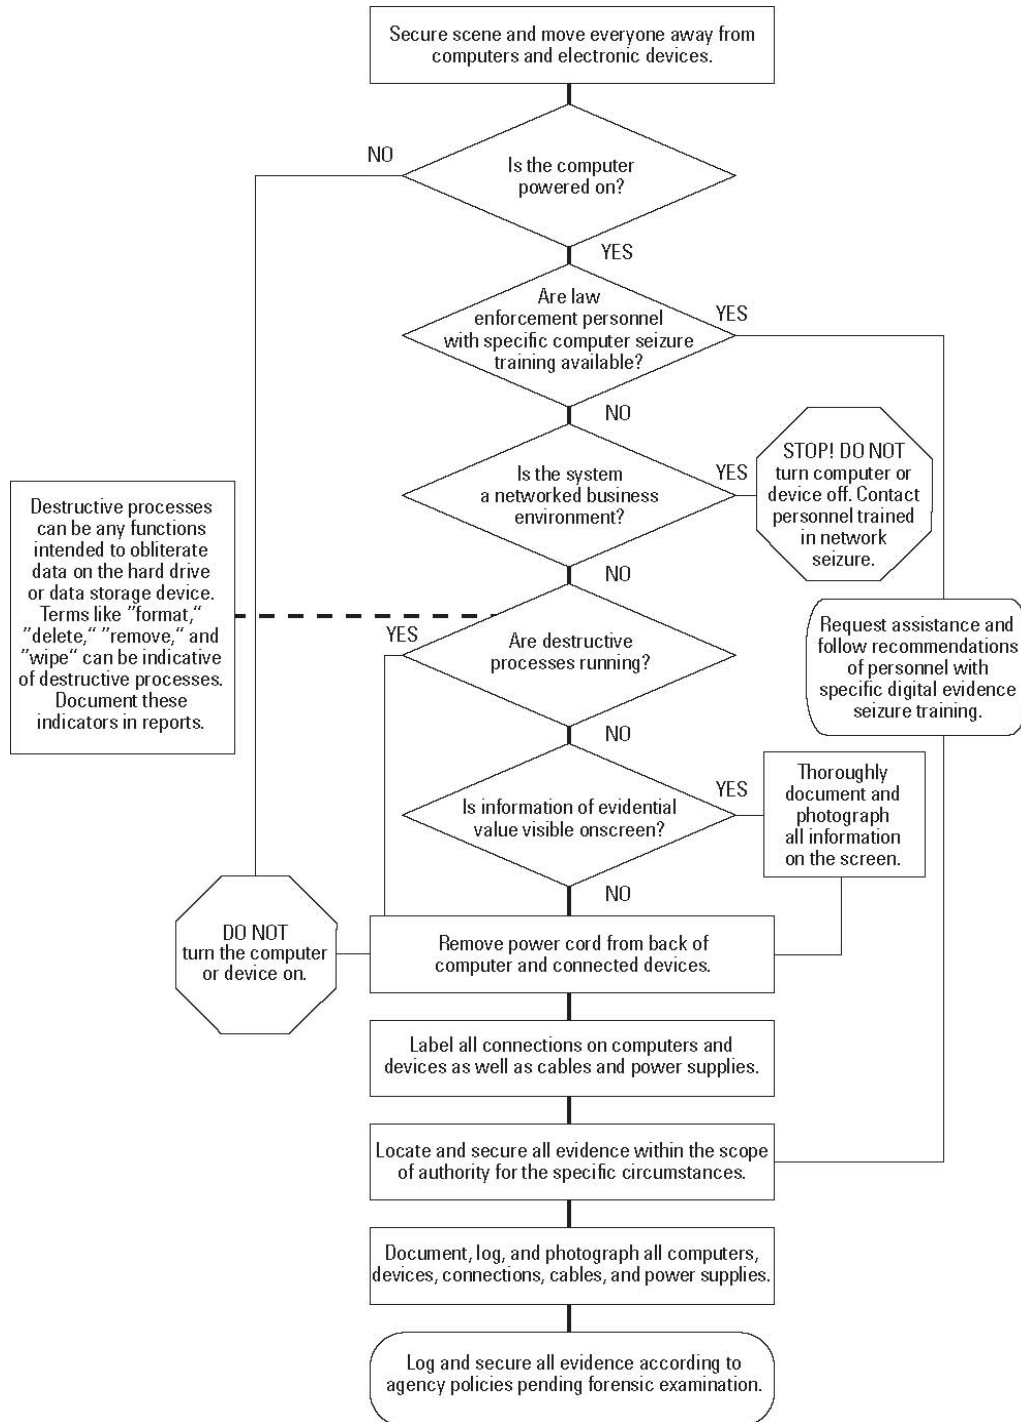 Secure scene and move everyone away from
computers and electronic devices.
NO
Is the computer
powered on?
YES
Are law
enforcement personnel
with specific computer seizure
training available?
YES
NO
Is the system
a networked business
environment?
YES
STOP! DO NOT
turn computer or
device off. Contact
personnel trained
in network
seizure.
NO
Destructive processes
can be any functions
intended to obliterate
data on the hard drive
or data storage device.
Terms like ”format,“
”delete,“ ”remove,“ and
”wipe“ can be indicative
of destructive processes.
Document these
indicators in reports.
YES
Are destructive
processes running?
Request assistance and
follow recommendations
of personnel with
specific digital evidence
seizure training.
NO
Is information of evidential
value visible onscreen?
YES
Thoroughly
document and
photograph
all information
on the screen.
NO
DO NOT
turn the computer
or device on.
Remove power cord from back of
computer and connected devices.
Label all connections on computers and
devices as well as cables and power supplies.
Locate and secure all evidence within the scope
of authority for the specific circumstances.
Document, log, and photograph all computers,
devices, connections, cables, and power supplies.
Log and secure all evidence according to
agency policies pending forensic examination.